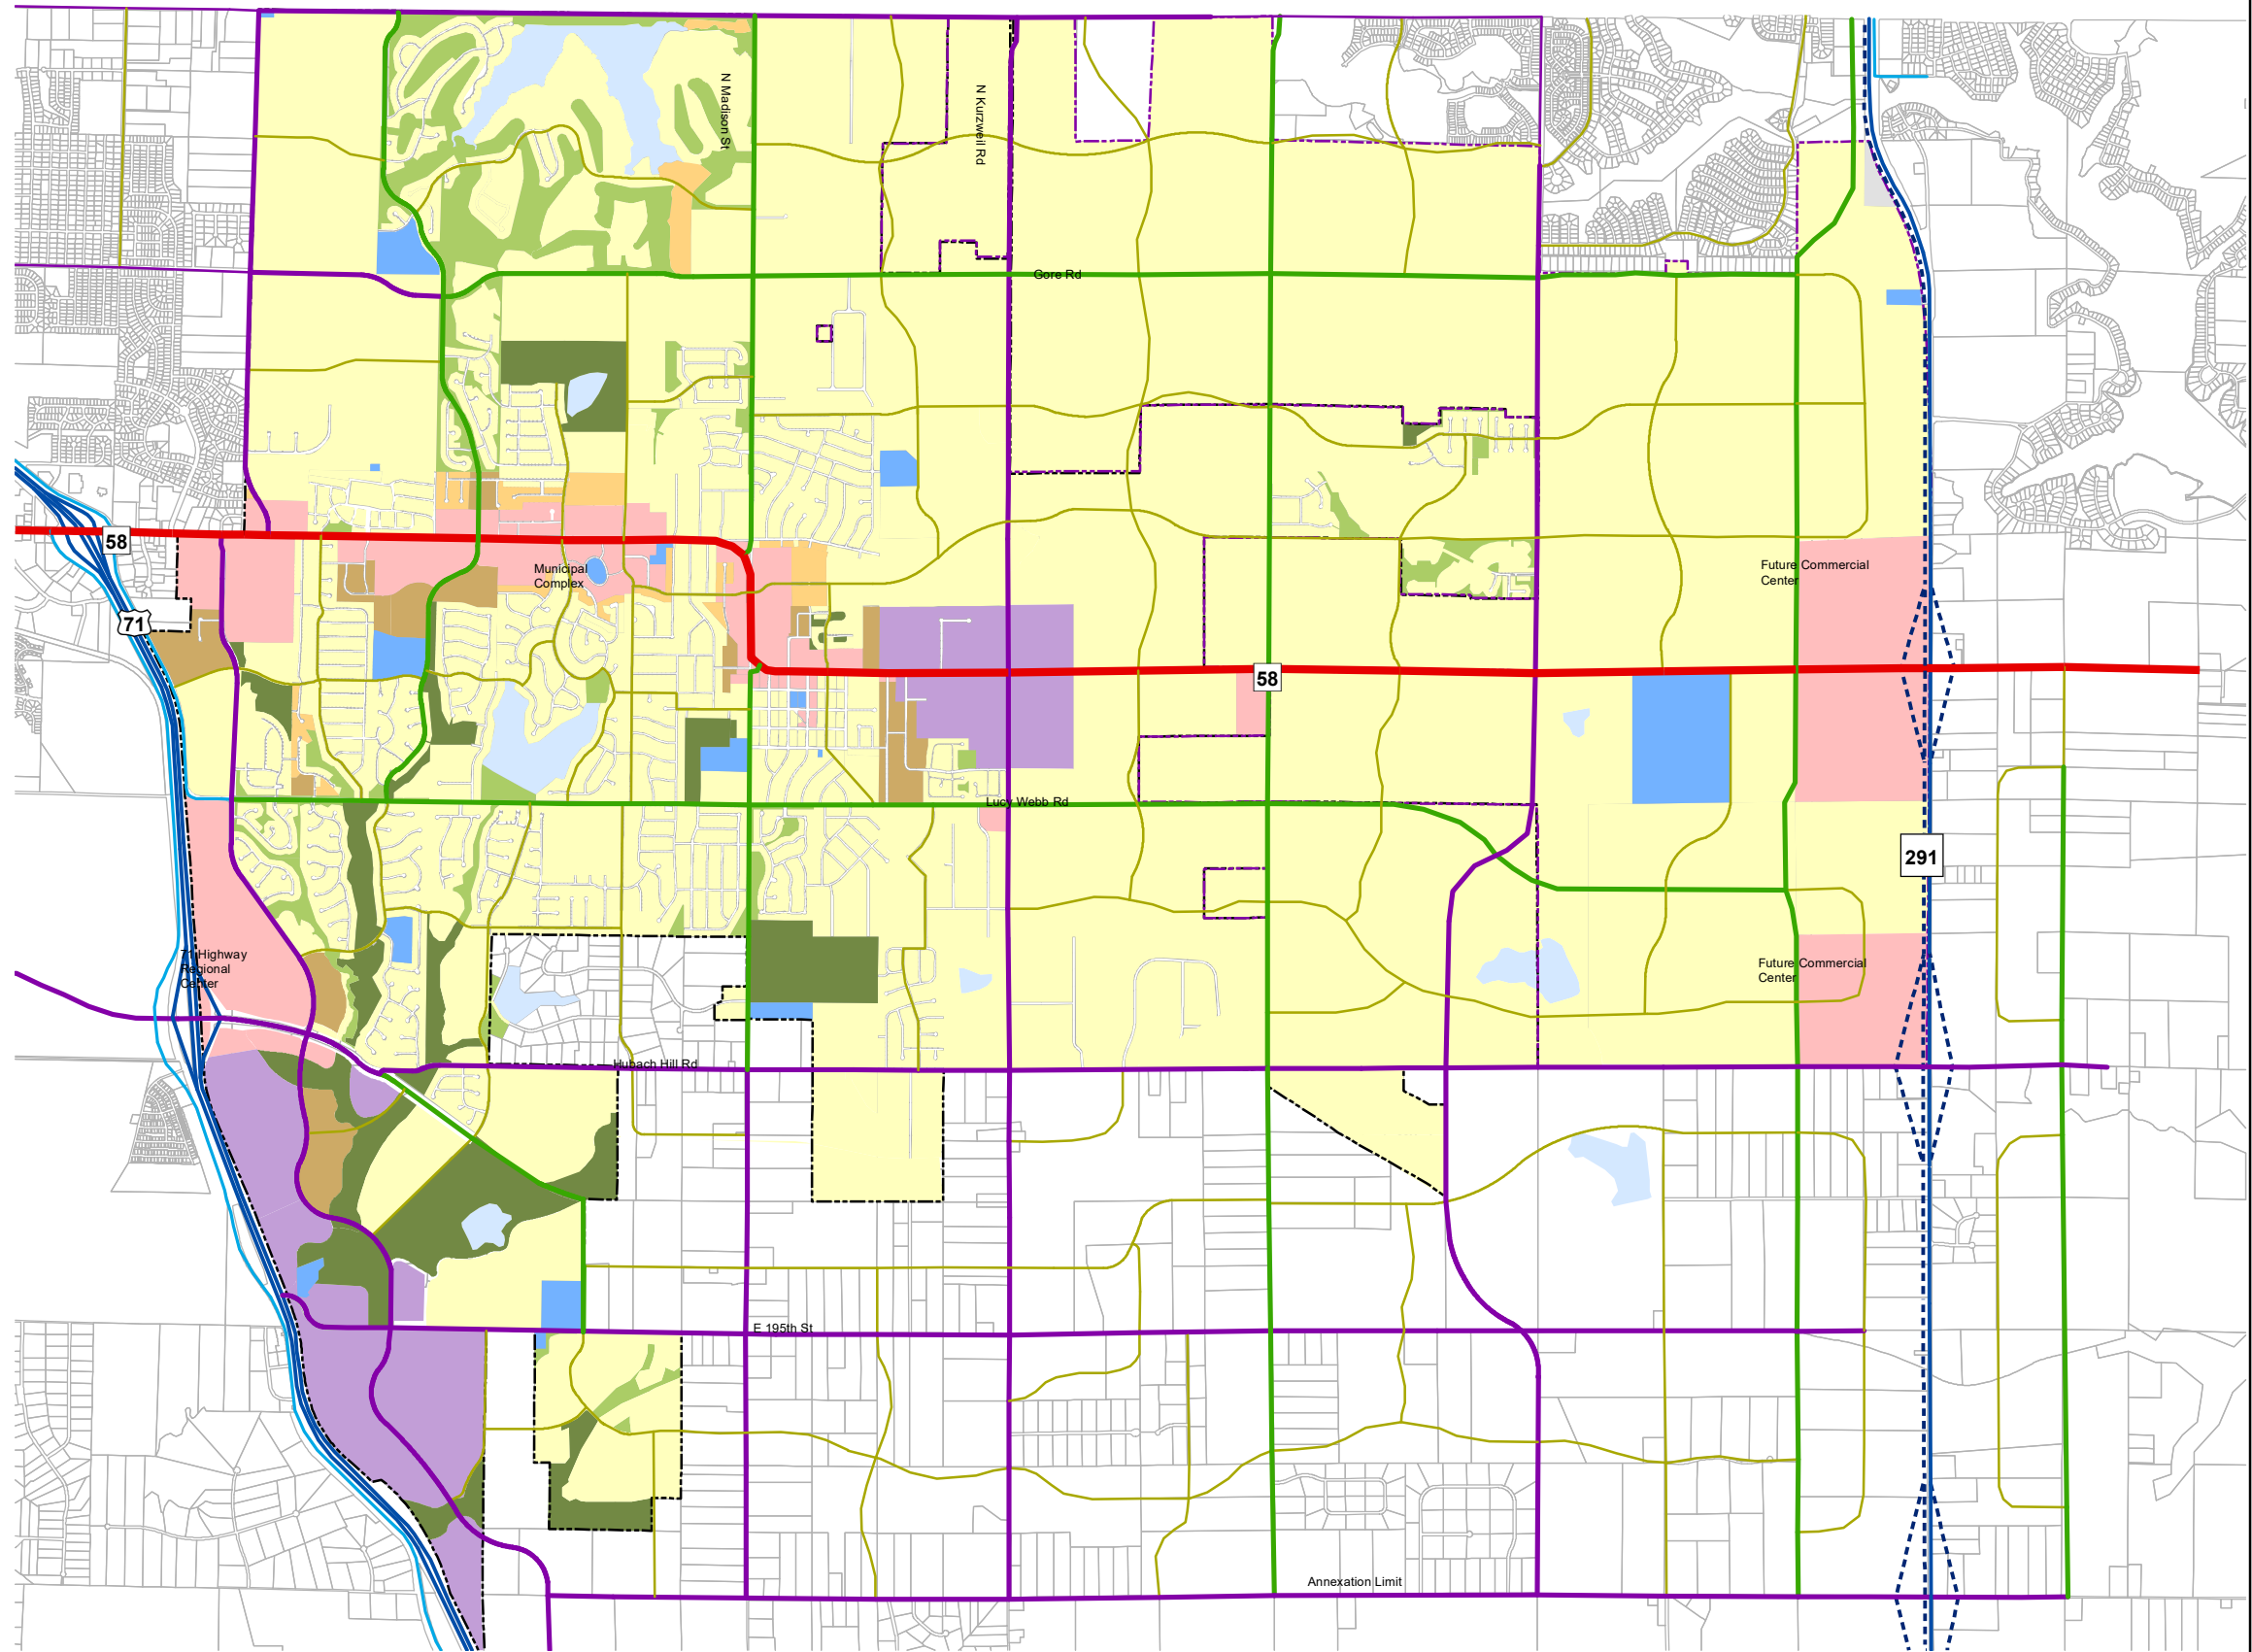 N Madison St
N Kurzweil Rd
Gore Rd
58
Municipal
Complex
Future Commercial
Center
71
58
Lucy Webb Rd
291
71 Highway
Regional
Center
Future Commercial
Center
Hubach Hill Rd
E 195th St
Annexation Limit